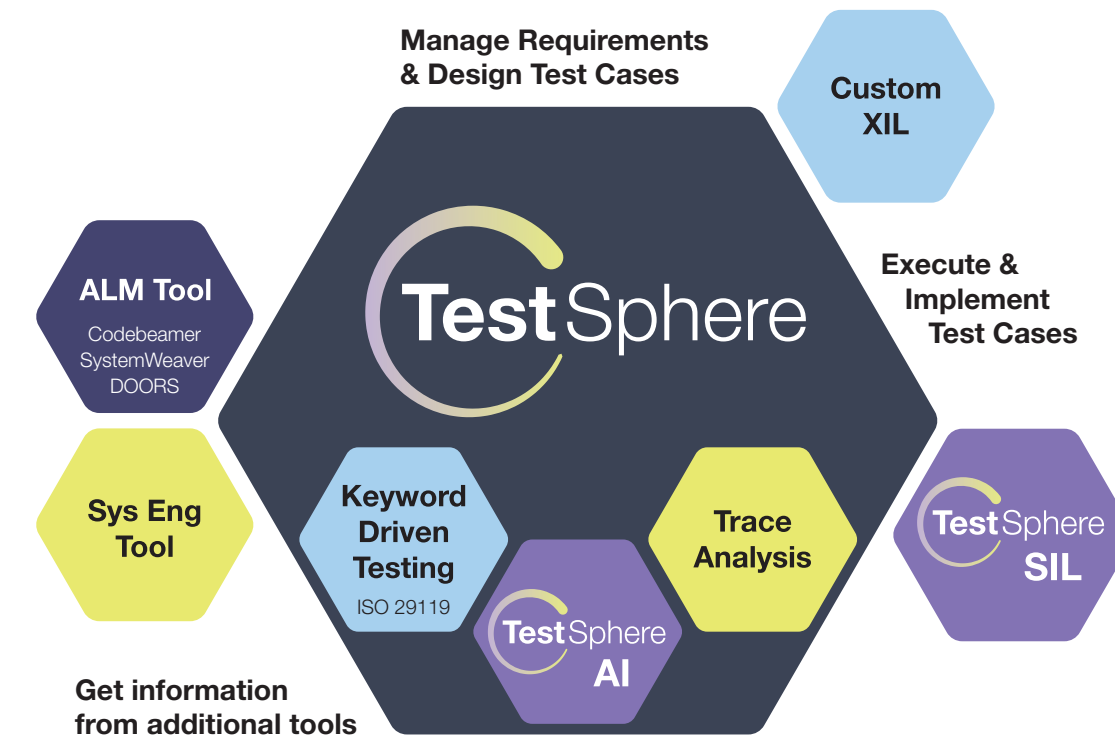 Manage Requirements
& Design Test Cases
Custom
XIL
ALM Tool
Codebeamer
SystemWeaver
DOORS
TestSphere
Execute &
Implement
Test Cases
Sys Eng
Tool
Keyword
Driven
Testing
ISO 29119
TestSphere
AI
Trace
Analysis
TestSphere
SIL
Get information
from additional tools